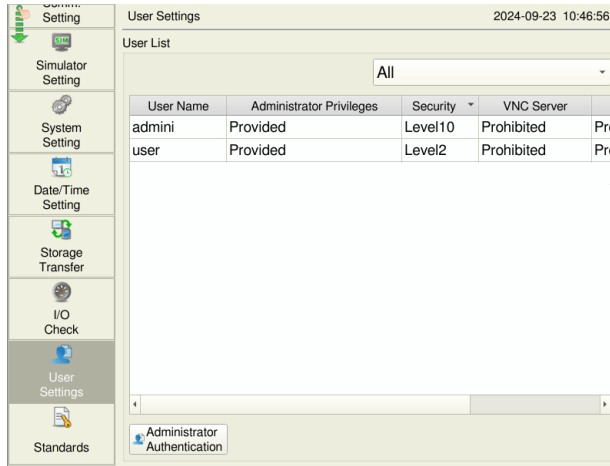 Setting
User Settings
2024-09-23 10:46:56
User List
SIM
Simulator
Setting
All
User Name
Administrator Privileges
Security
VNC Server
admini
Provided
Level10
Prohibited
user
Provided
Level2
Prohibited
System
Setting
Date/Time
Setting
Storage
Transfer
I/O
Check
User
Settings
Standards
Administrator
Authentication